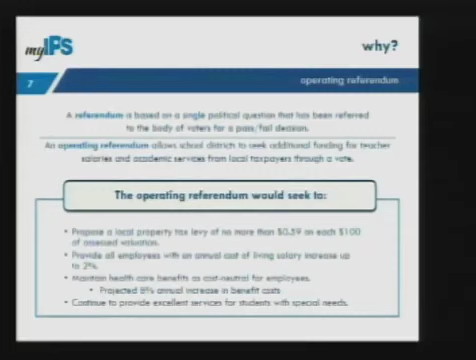 myIPS
why?
7
operating referendum
A referendum is based on a single political question that has been referred
to the body of voters for a pass/fail decision.
An operating referendum allows school districts to seek additional funding for teacher
salaries and academic services from local taxpayers through a vote.
The operating referendum would seek to:
• Propose a local property tax levy of no more than $0.59 on each $100
of assessed valuation.
• Provide all employees with an annual cost of living salary increase up
to 2%.
• Maintain health care benefits as cost-neutral for employees.
• Projected 8% annual increase in benefit costs
• Continue to provide excellent services for students with special needs.